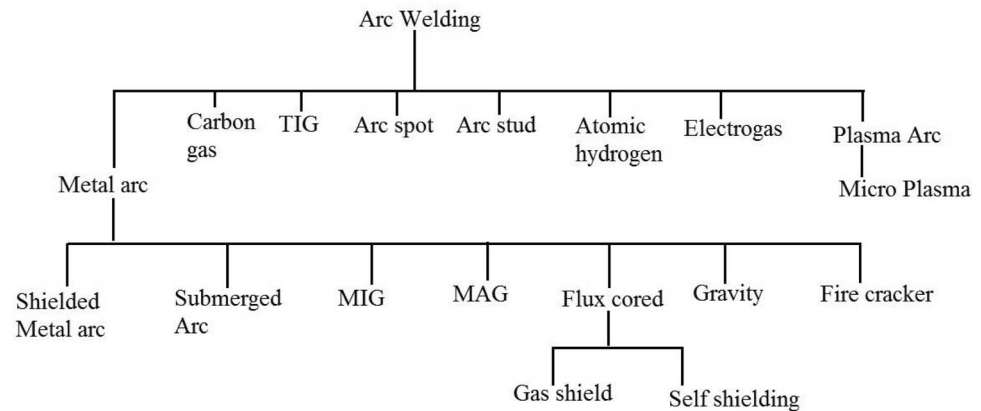 Arc Welding
Carbon
gas
TIG
Arc spot
Arc stud
Atomic
hydrogen
Electrogas
Plasma Arc
Metal arc
Micro Plasma
Shielded
Metal arc
Submerged
Arc
MIG
MAG
Flux cored
Gravity
Fire cracker
Gas shield
Self shielding